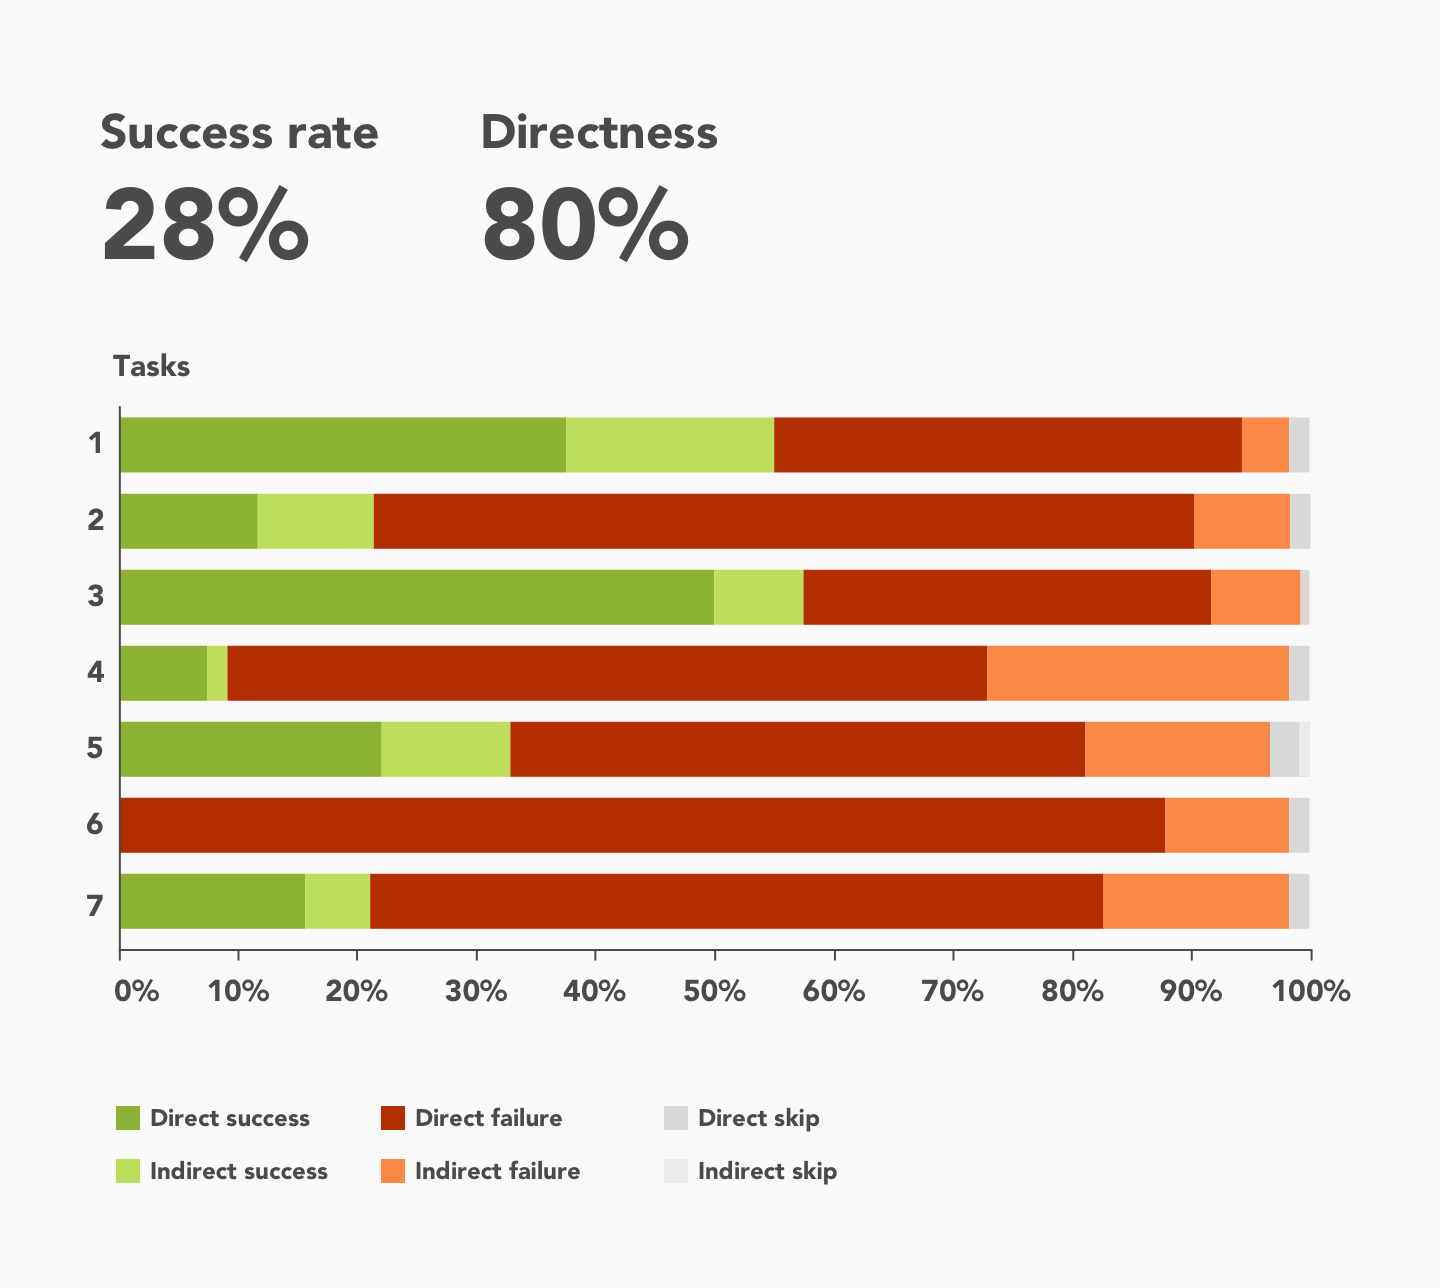 Success rate Directness
28% 80%
Tasks
1
2
3
4
5
6
7
0% 10% 20% 30% 40% 50% 60% 70% 80% 90% 100%
Direct success Direct failure Direct skip
Indirect success Indirect failure Indirect skip